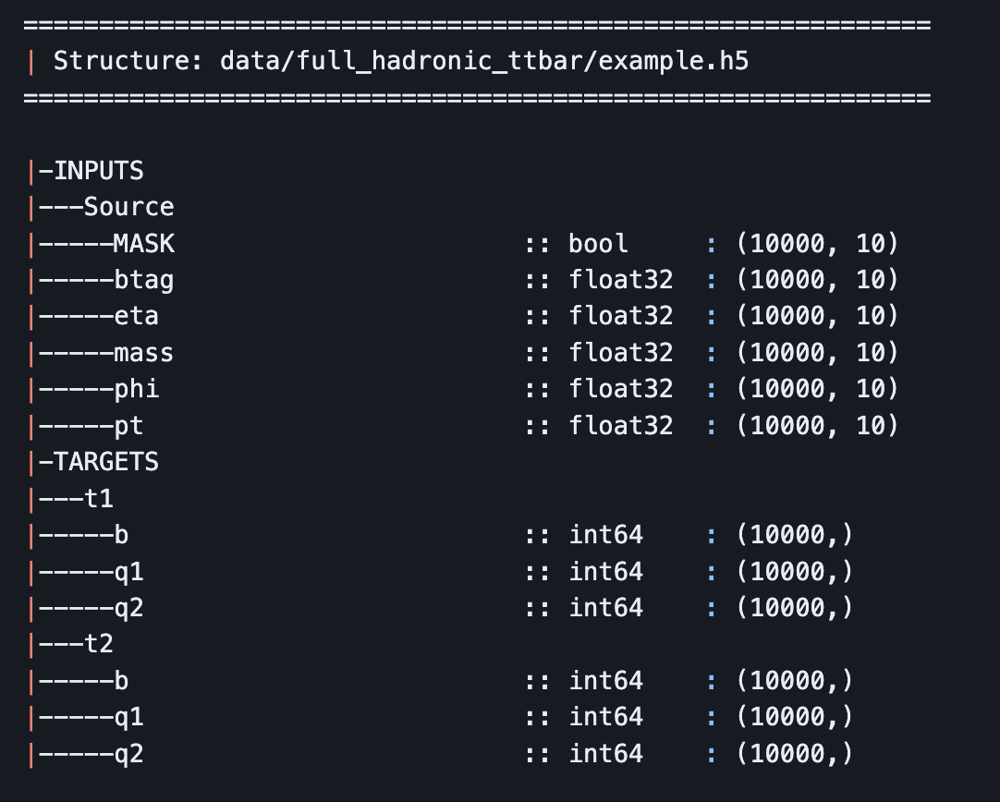 =============================================================
| Structure: data/full_hadronic_ttbar/example.h5
=============================================================
|-INPUTS
|---Source
|-----MASK                       :: bool     : (10000, 10)
|-----btag                       :: float32  : (10000, 10)
|-----eta                        :: float32  : (10000, 10)
|-----mass                       :: float32  : (10000, 10)
|-----phi                        :: float32  : (10000, 10)
|-----pt                         :: float32  : (10000, 10)
|-TARGETS
|---t1
|-----b                          :: int64    : (10000,)
|-----q1                         :: int64    : (10000,)
|-----q2                         :: int64    : (10000,)
|---t2
|-----b                          :: int64    : (10000,)
|-----q1                         :: int64    : (10000,)
|-----q2                         :: int64    : (10000,)